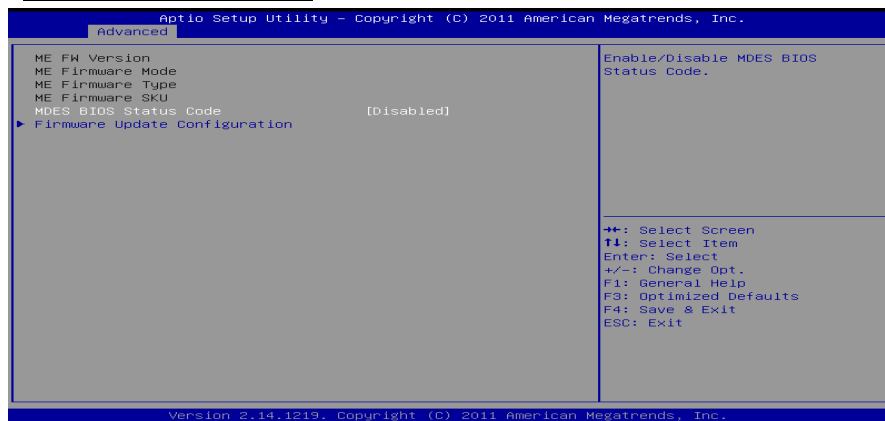 Aptio Setup Utility – Copyright (C) 2011 American Megatrends, Inc.
Advanced
ME FW Version
ME Firmware Mode
ME Firmware Type
ME Firmware SKU
MDES BIOS Status Code [Disabled]
► Firmware Update Configuration
Enable/Disable MDES BIOS
Status Code.
→←: Select Screen
↑↓: Select Item
Enter: Select
+/-: Change Opt.
F1: General Help
F3: Optimized Defaults
F4: Save & Exit
ESC: Exit
Version 2.14.1219. Copyright (C) 2011 American Megatrends, Inc.